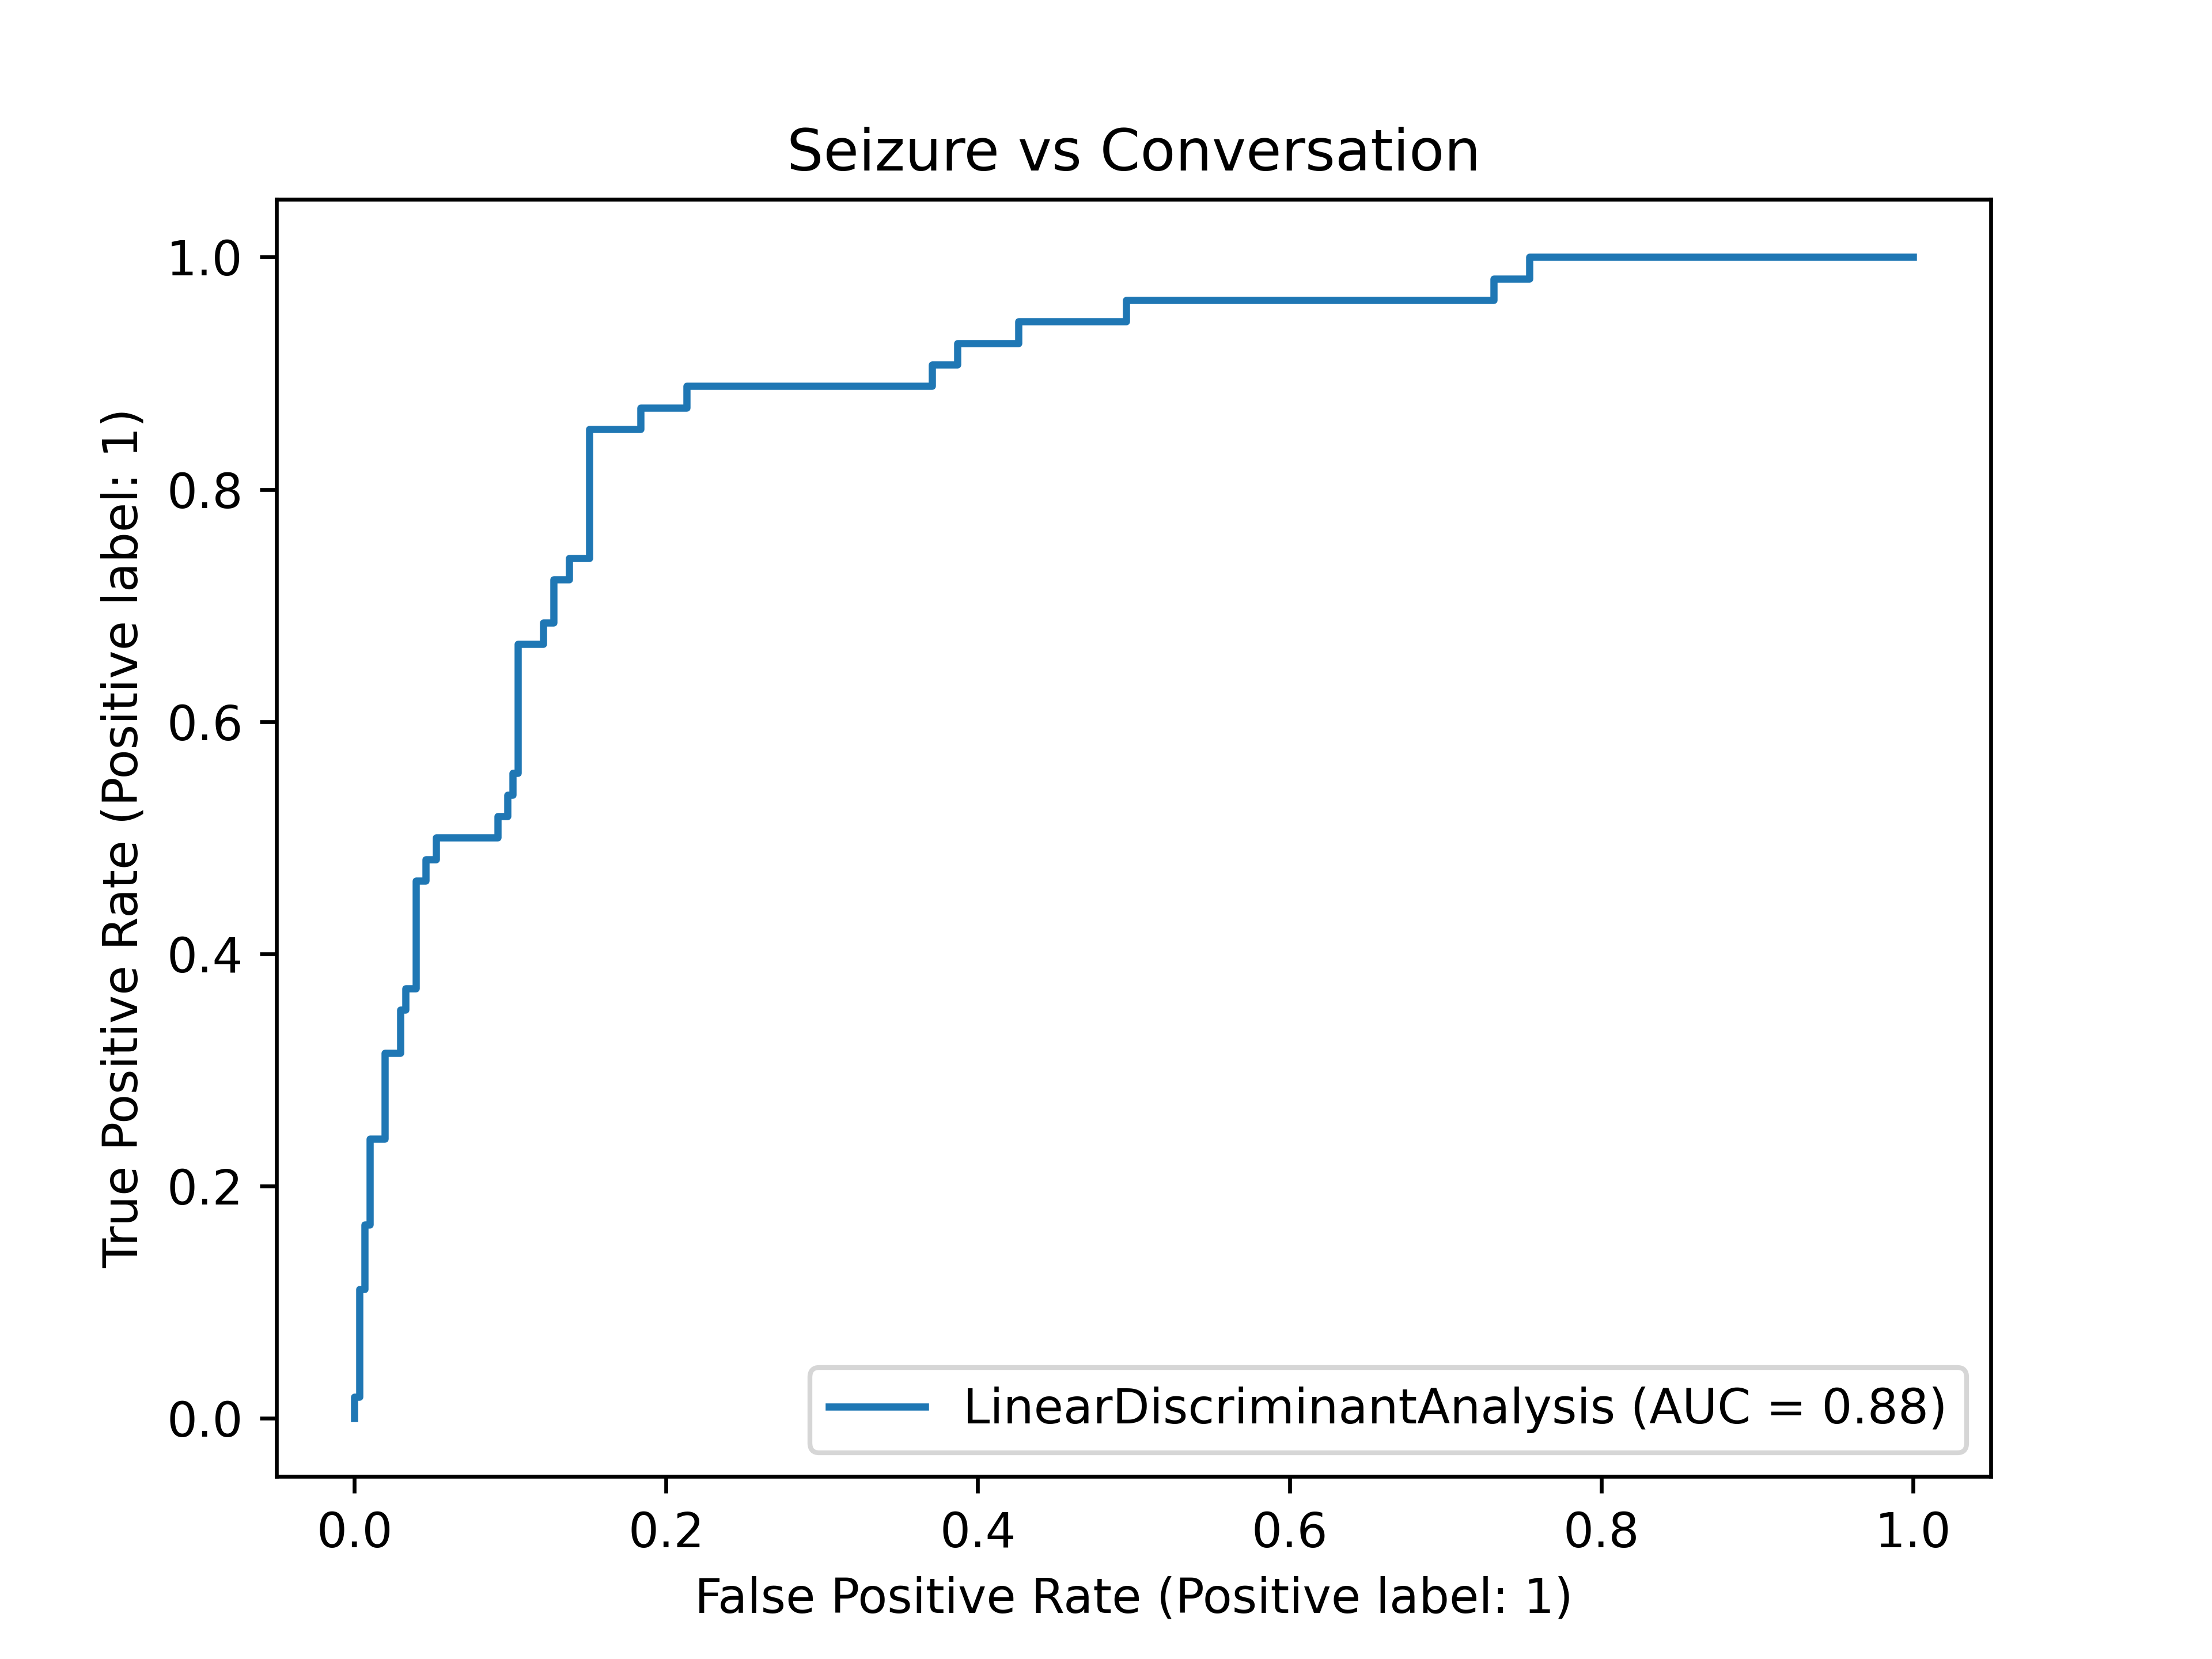 Seizure vs Conversation
1.0
0.8
0.6
0.4
0.2
0.0
True Positive Rate (Positive label: 1)
LinearDiscriminantAnalysis (AUC = 0.88)
0.0 0.2 0.4 0.6 0.8 1.0
False Positive Rate (Positive label: 1)